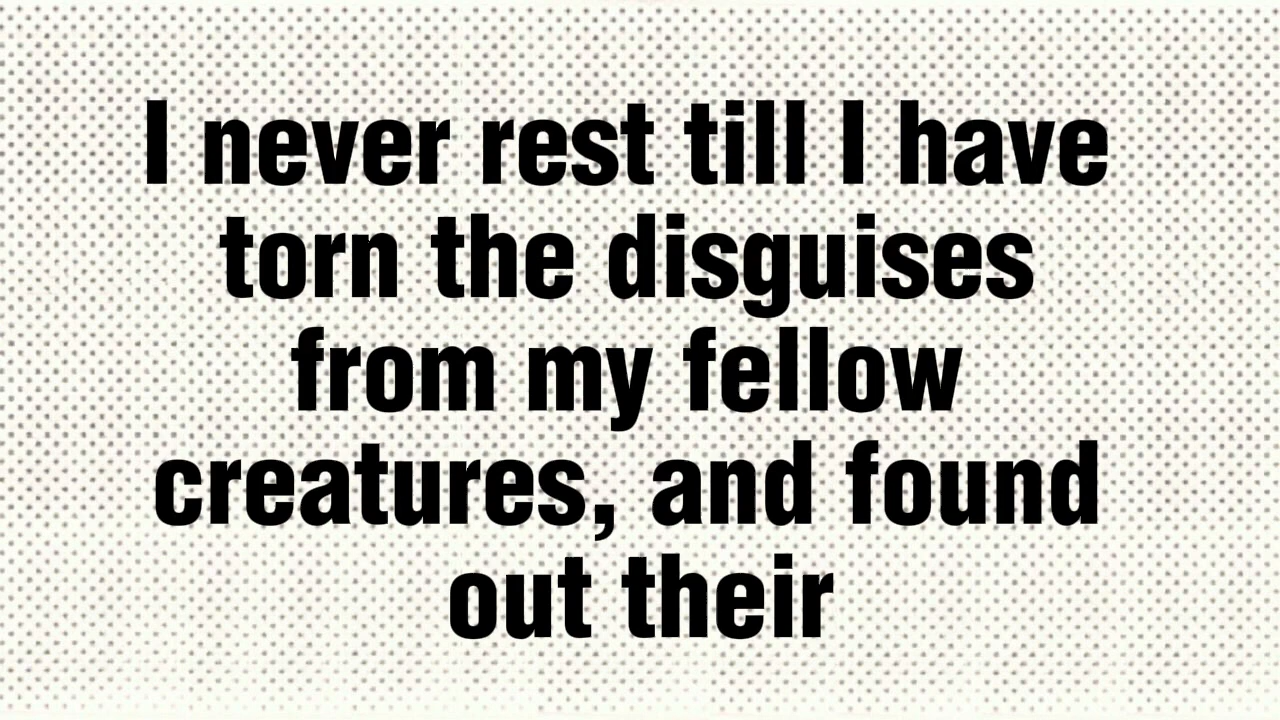 I never rest till I have
torn the disguises
from my fellow
creatures, and found
out their